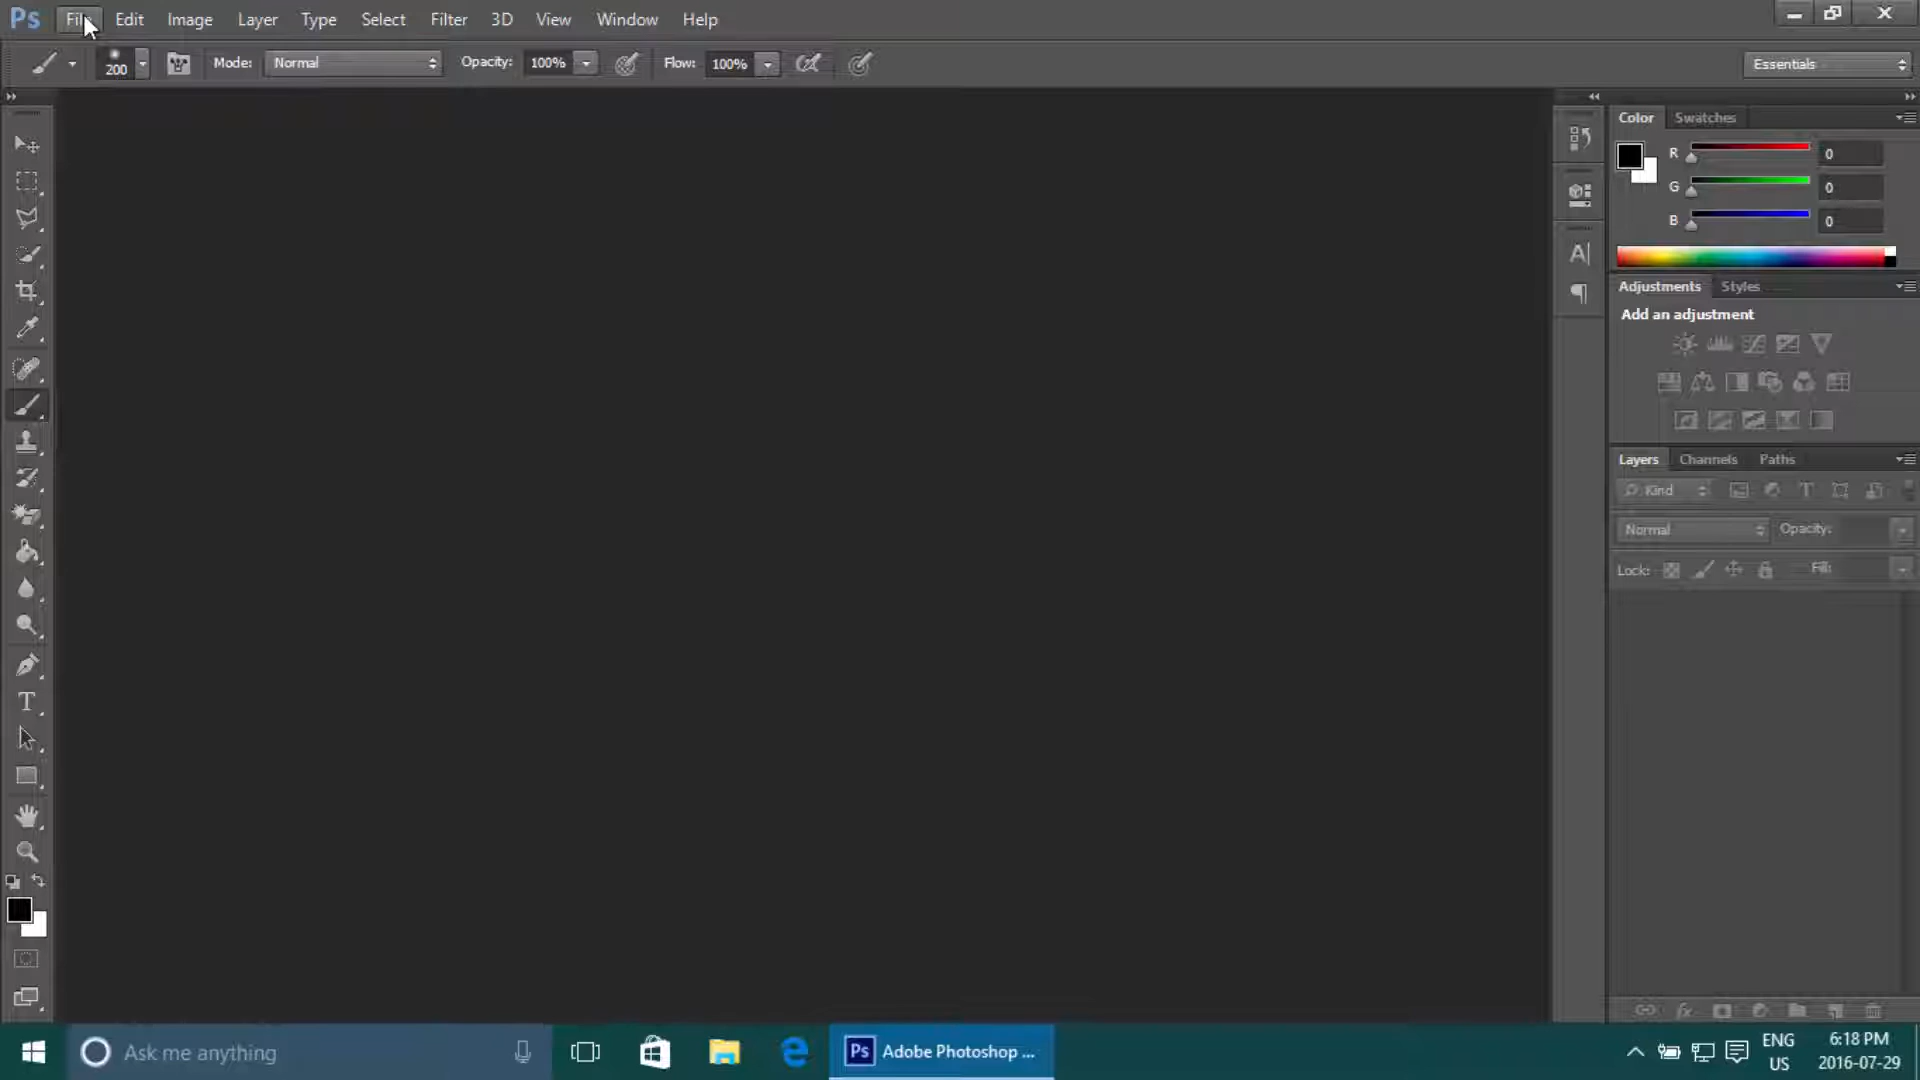 Ps File Edit Image Layer Type Select Filter 3D View Window Help
200 Mode: Normal Opacity: 100% Flow: 100% Essentials
Color Swatches
R 0
G 0
B 0
Adjustments Styles
Add an adjustment
Layers Channels Paths
Kind
Normal Opacity:
Lock: Fill:
Ask me anything
Ps Adobe Photoshop ...
ENG
US
6:18 PM
2016-07-29